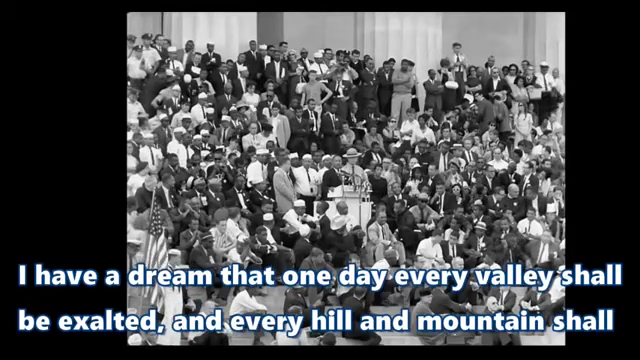 I have a dream that one day every valley shall
be exalted, and every hill and mountain shall